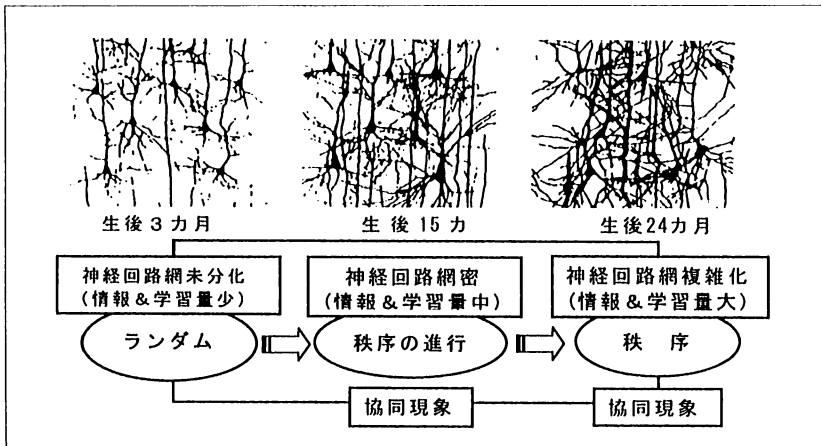 生後3カ月
生後15カ
生後24カ月
神経回路網未分化
(情報＆学習量少)
神経回路網密
(情報＆学習量中)
神経回路網複雑化
(情報＆学習量大)
ランダム
秩序の進行
秩 序
協同現象
協同現象